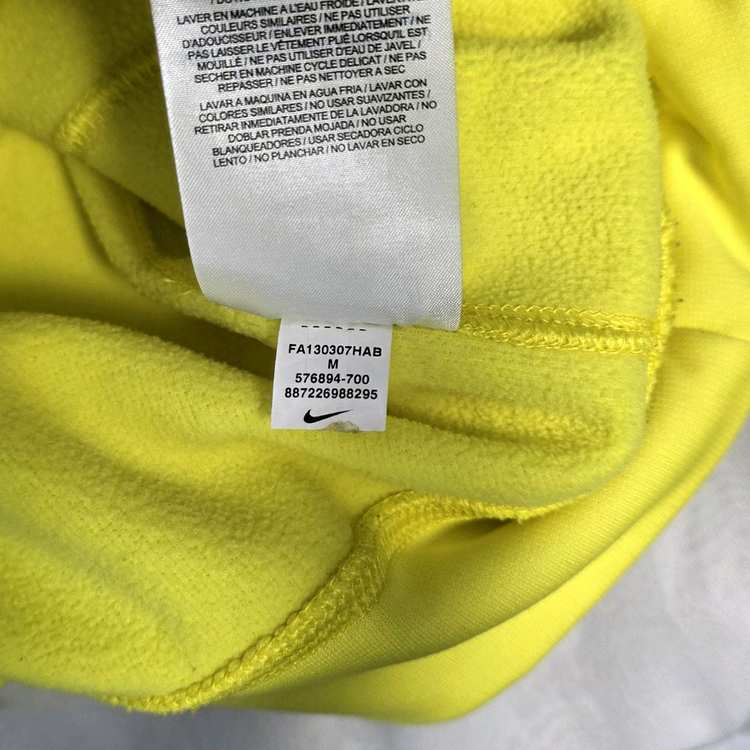 LAVER EN MACHINE A L'EAU FROIDE / LAVER
COULEURS SIMILAIRES / NE PAS UTILISER
D'ADOUCISSEUR / ENLEVER IMMEDIATEMENT / NE
PAS LAISSER LE VÊTEMENT PLIÉ LORSQU'IL EST
MOUILLÉ / NE PAS UTILISER D'EAU DE JAVEL /
SECHER EN MACHINE CYCLE DELICAT / NE PAS
REPASSER / NE PAS NETTOYER A SEC
LAVAR A MAQUINA EN AGUA FRIA / LAVAR CON
COLORES SIMILARES / NO USAR SUAVIZANTES /
RETIRAR INMEDIATAMENTE DE LA LAVADORA / NO
DOBLAR PRENDA MOJADA / NO USAR
BLANQUEADORES / USAR SECADORA CICLO
LENTO / NO PLANCHAR / NO LAVAR EN SECO
FA130307HAB
M
576894-700
887226988295